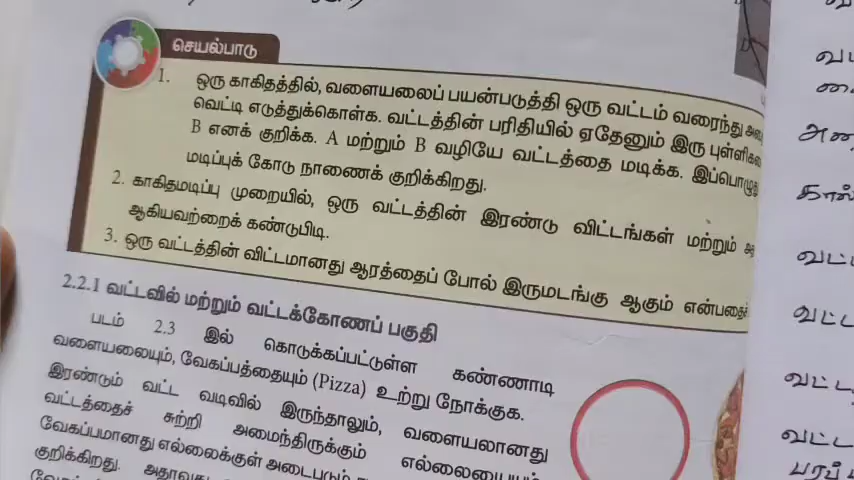 செயல்பாடு
1. ஒரு காகிதத்தில், வளையலைப் பயன்படுத்தி ஒரு வட்டம் வரைந்து
வெட்டி எடுத்துக்கொள்க. வட்டத்தின் பரிதியில் ஏதேனும் இரு
B எனக் குறிக்க. A மற்றும் B வழியே வட்டத்தை மடிக்க. இப்பொழுது
மடிப்புக் கோடு நாணைக் குறிக்கிறது.
2. காகிதமடிப்பு முறையில், ஒரு வட்டத்தின் இரண்டு விட்டங்கள் மற்றும்
ஆகியவற்றைக் கண்டுபிடி.
3. ஒரு வட்டத்தின் விட்டமானது ஆரத்தைப் போல் இருமடங்கு ஆகும்
2.2.1 வட்டவில் மற்றும் வட்டக்கோணப் பகுதி
படம் 2.3 இல் கொடுக்கப்பட்டுள்ள கண்ணாடி
வளையலையும், வேகப்பத்தையும் (Pizza) உற்று நோக்குக.
இரண்டும் வட்ட வடிவில் இருந்தாலும், வளையலானது
வட்டத்தைச் சுற்றி அமைந்திருக்கும் எல்லையையும்
வேகப்பமானது எல்லைக்குள் அடைபடும்
குறிக்கிறது.